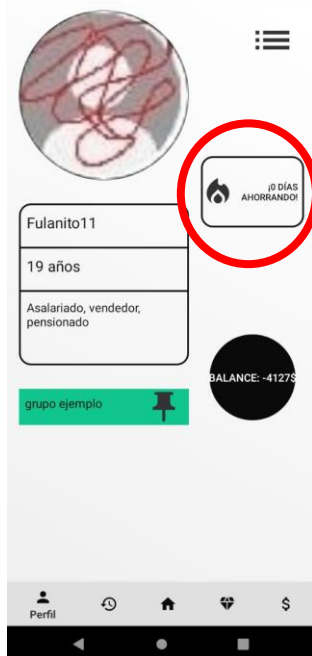 ¡0 DÍAS
AHORRANDO!
Fulanito11
19 años
Asalariado, vendedor,
pensionado
BALANCE: -4127$
grupo ejemplo
Perfil